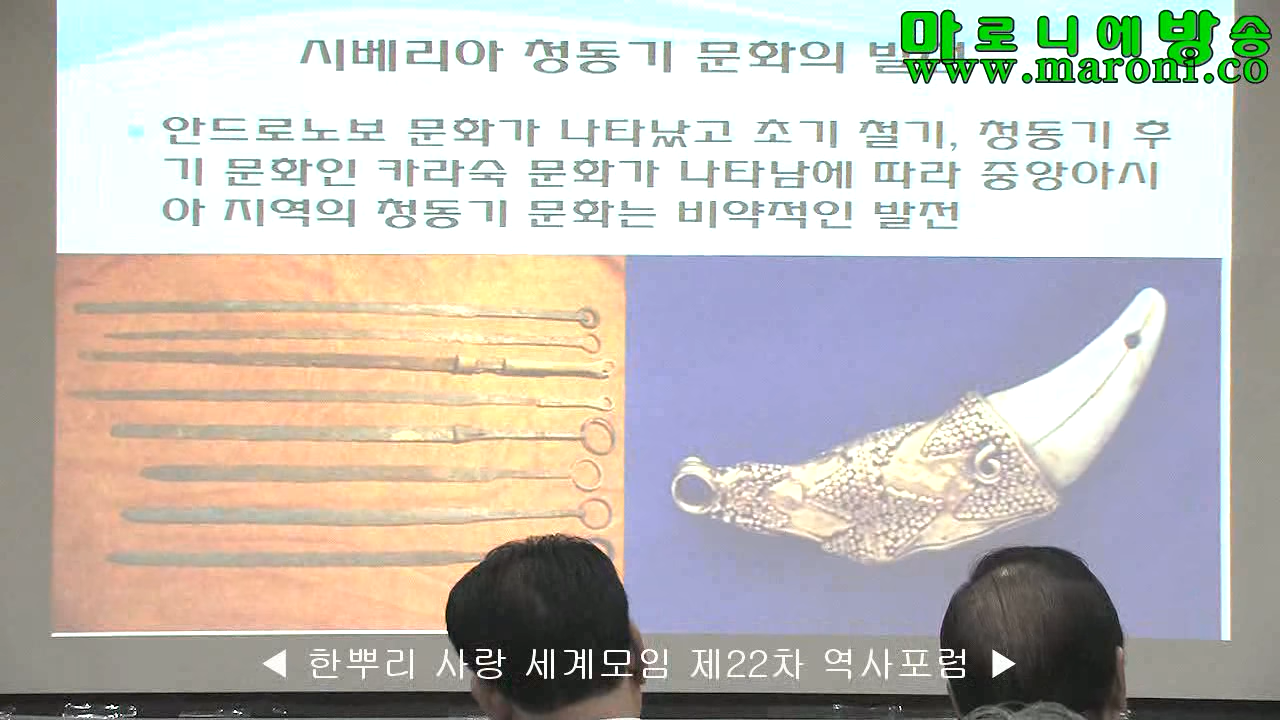 시베리아 청동기 문화의
마로니에방송
www.maroni.co
안드로노보 문화가 나타났고 초기 철기, 청동기 후
기 문화인 카라숙 문화가 나타남에 따라 중앙아시
아 지역의 청동기 문화는 비약적인 발전
◀ 한뿌리 사랑 세계모임 제22차 역사포럼 ▶